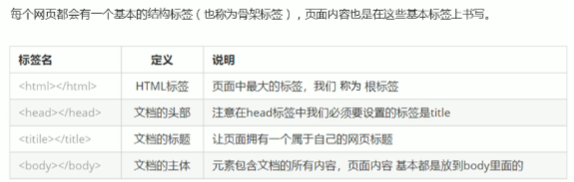 每个网页都会有一个基本的结构标签（也称为骨架标签），页面内容也是在这些基本标签上书写。
标签名 定义 说明
<html></html> HTML标签 页面中最大的标签，我们 称为 根标签
<head></head> 文档的头部 注意在head标签中我们必须要设置的标签是title
<titile></title> 文档的标题 让页面拥有一个属于自己的网页标题
<body></body> 文档的主体 元素包含文档的所有内容，页面内容 基本都是放到body里面的